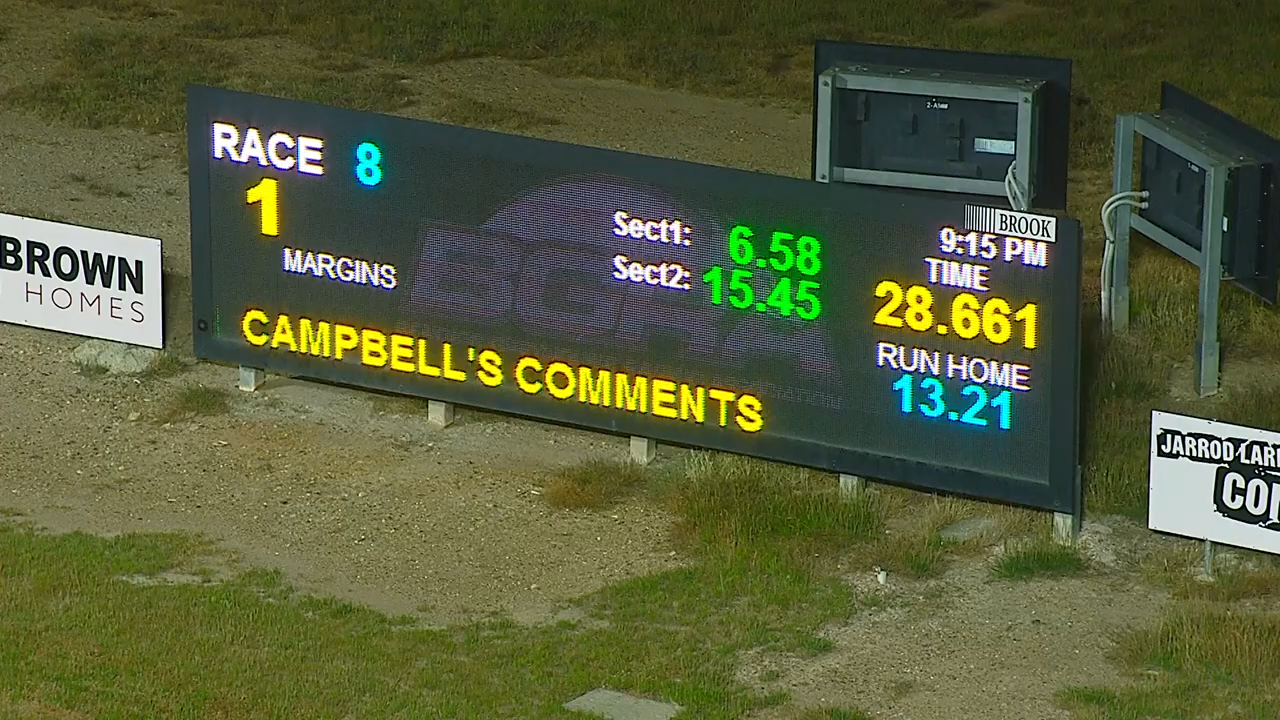 RACE 8
1
MARGINS
CAMPBELL'S COMMENTS
Sect1: 6.58
Sect2: 15.45
BROOK
9:15 PM
TIME
28.661
RUN HOME
13.21
BROWN
HOMES
JARROD